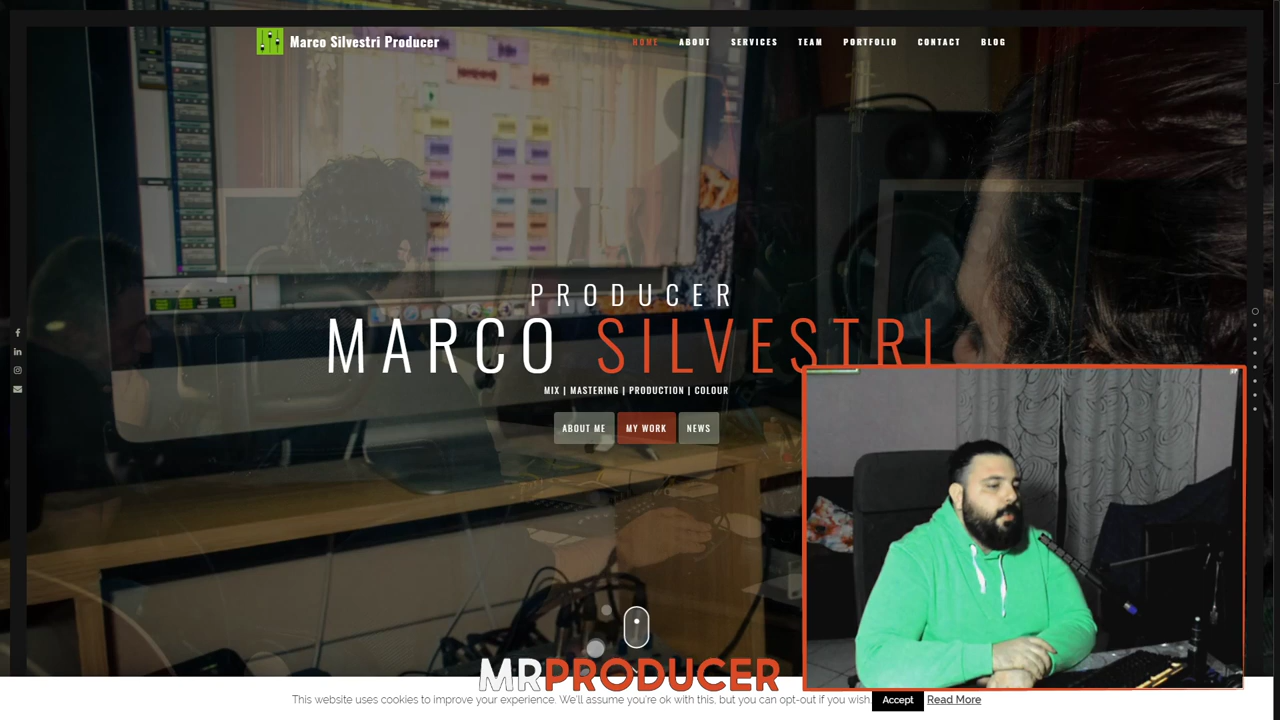 Marco Silvestri Producer
HOME ABOUT SERVICES TEAM PORTFOLIO CONTACT BLOG
PRODUCER
MARCO SILVESTRI
MIX | MASTERING | PRODUCTION | COLOUR
ABOUT ME MY WORK NEWS
MRPRODUCER
This website uses cookies to improve your experience. We'll assume you're ok with this, but you can opt-out if you wish. Accept Read More